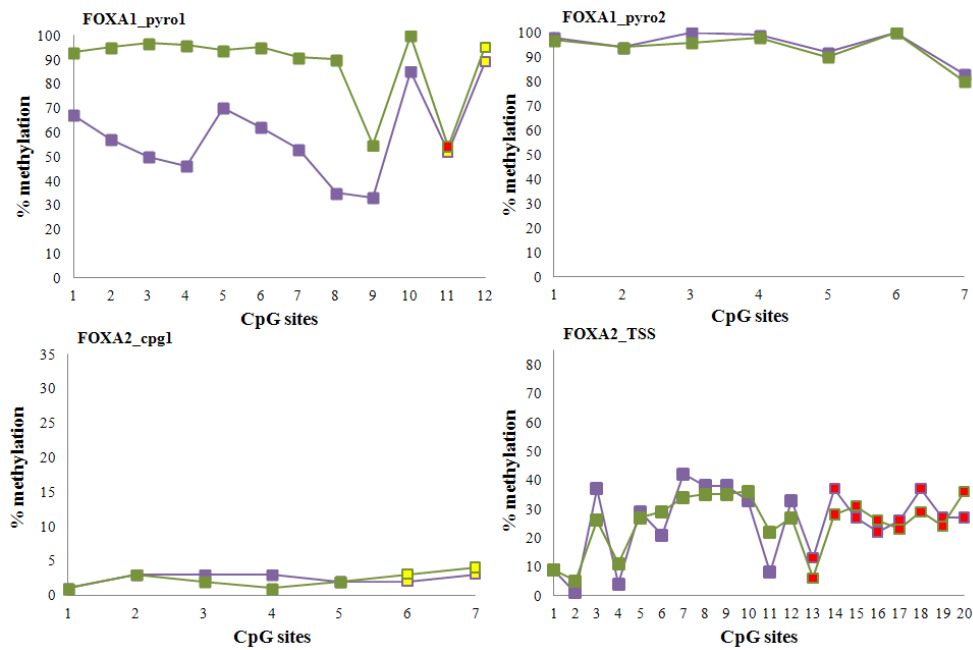 FOXA1_pyro1
% methylation
100
90
80
70
60
50
40
30
20
10
0
1 2 3 4 5 6 7 8 9 10 11 12
CpG sites
FOXA1_pyro2
% methylation
100
90
80
70
60
50
40
30
20
10
0
1 2 3 4 5 6 7
CpG sites
FOXA2_cpg1
% methylation
35
30
25
20
15
10
5
0
1 2 3 4 5 6 7
CpG sites
FOXA2_TSS
% methylation
80
70
60
50
40
30
20
10
0
1 2 3 4 5 6 7 8 9 10 11 12 13 14 15 16 17 18 19 20
CpG sites